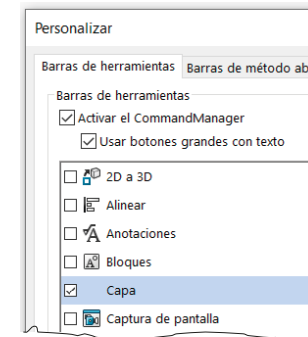 Personalizar
Barras de herramientas Barras de método ab
Barras de herramientas
Activar el CommandManager
Usar botones grandes con texto
2D a 3D
Alinear
Anotaciones
Bloques
Capa
Captura de pantalla